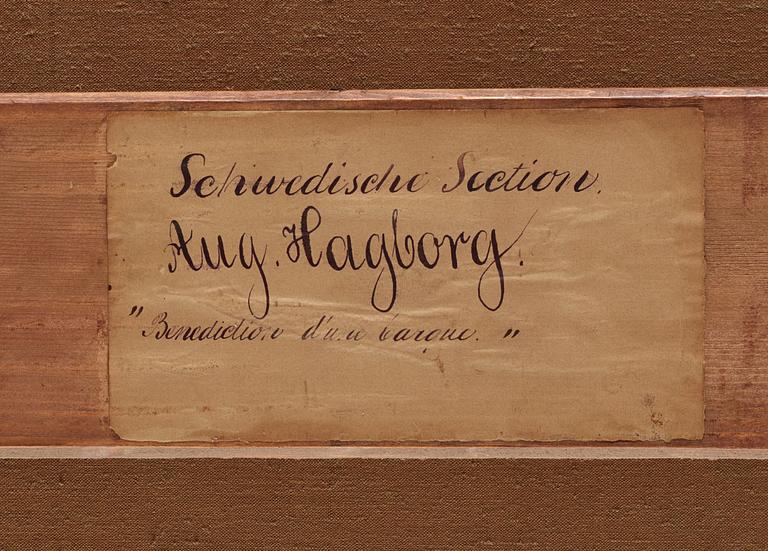 Schwedische Section.
Aug. Hagborg.
"Benediction d'une barque."